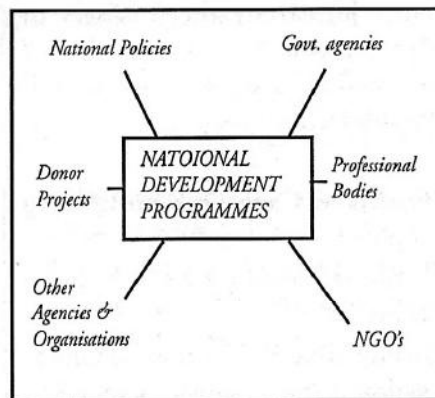 National Policies
Govt. agencies
Donor
Projects
NATOIONAL
DEVELOPMENT
PROGRAMMES
Professional
Bodies
Other
Agencies &
Organisations
NGO's